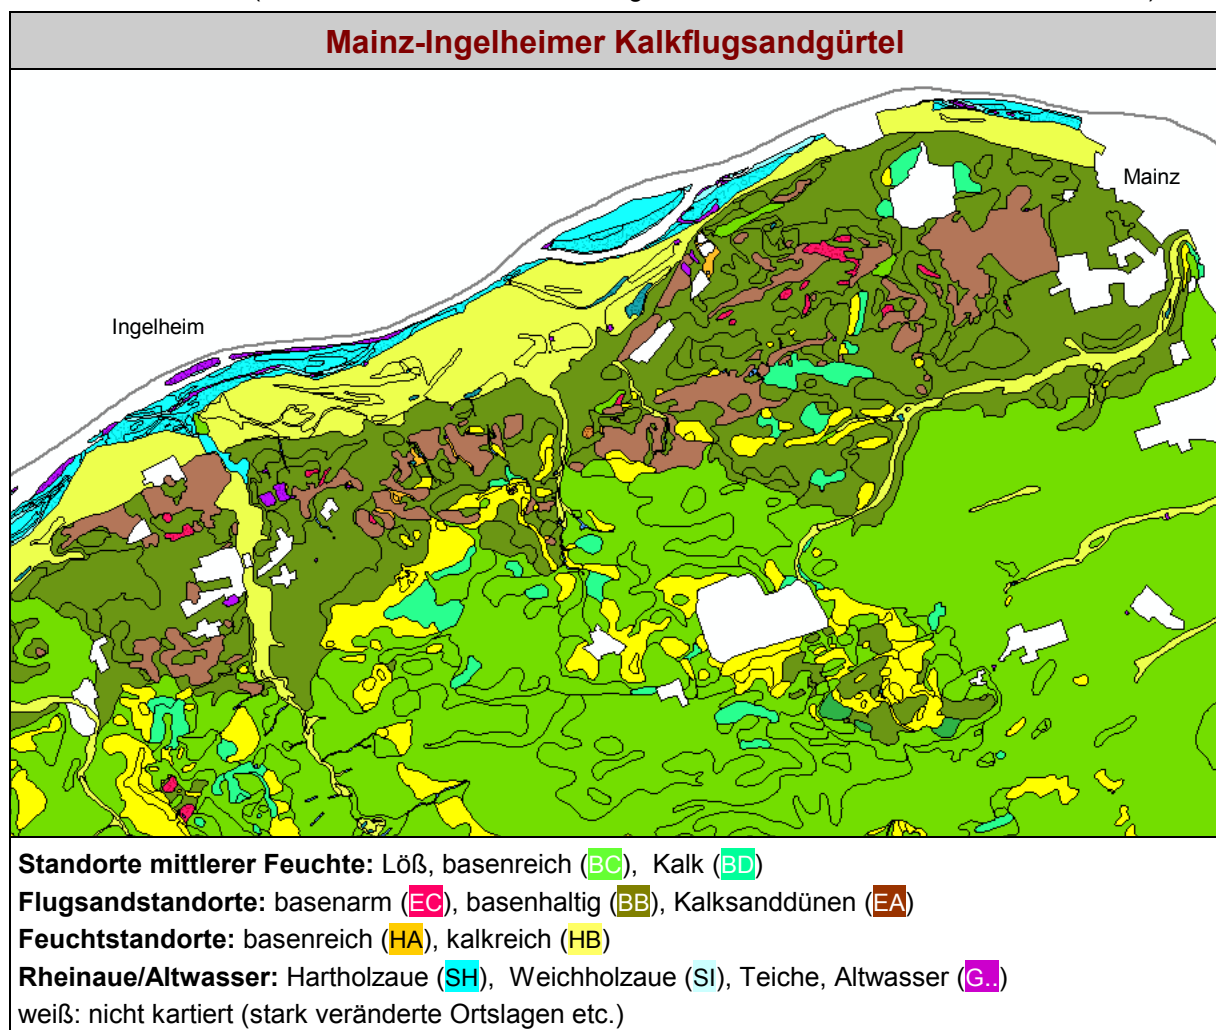 Mainz-Ingelheimer Kalkflugsandgürtel
Mainz
Ingelheim
Standorte mittlerer Feuchte: Löß, basenreich (BC), Kalk (BD)
Flugsandstandorte: basenarm (EC), basenhaltig (BB), Kalksanddünen (EA)
Feuchtstandorte: basenreich (HA), kalkreich (HB)
Rheinaue/Altwasser: Hartholzaue (SH), Weichholzaue (SI), Teiche, Altwasser (G..)
weiß: nicht kartiert (stark veränderte Ortslagen etc.)